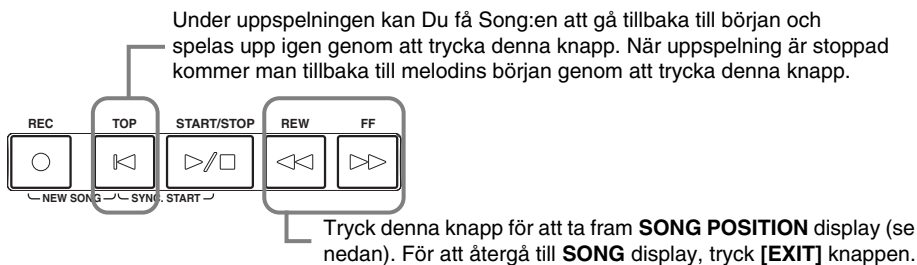 Under uppspelningen kan Du få Song:en att gå tillbaka till början och
spelas upp igen genom att trycka denna knapp. När uppspelning är stoppad
kommer man tillbaka till melodins början genom att trycka denna knapp.
REC TOP START/STOP REW FF
NEW SONG SYNC. START
Tryck denna knapp för att ta fram SONG POSITION display (se
nedan). För att återgå till SONG display, tryck [EXIT] knappen.